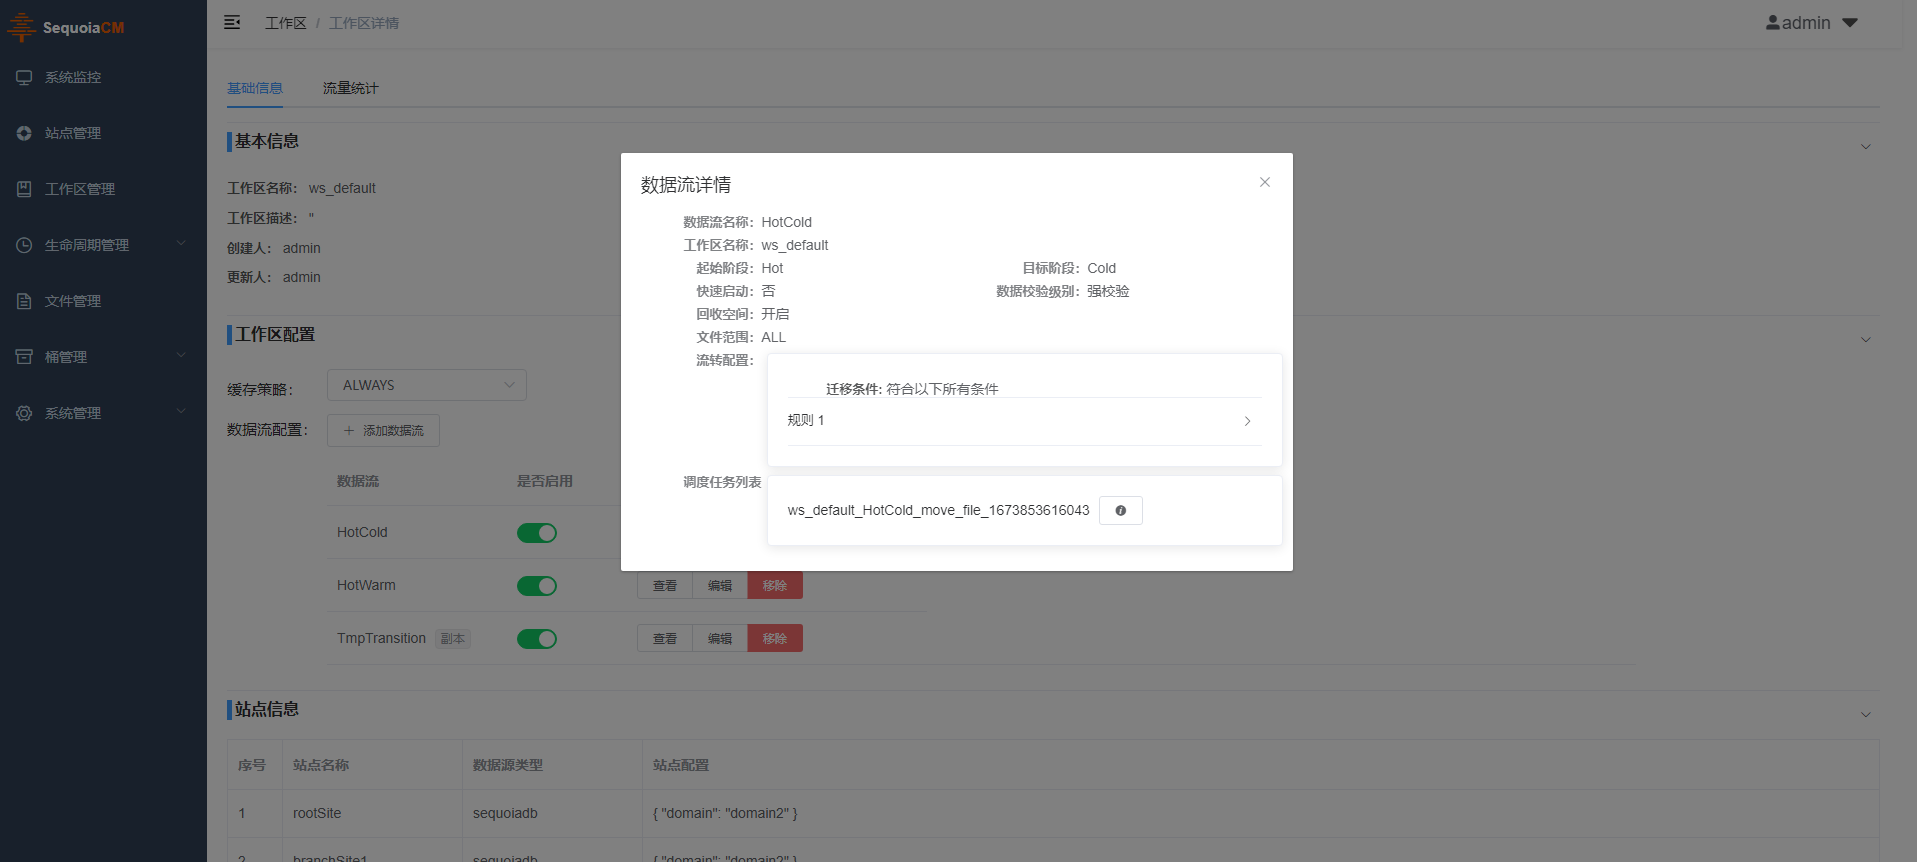 SequoiaCM
工作区 / 工作区详情
admin
系统监控
站点管理
工作区管理
生命周期管理
文件管理
桶管理
系统管理
基础信息 流量统计
基本信息
工作区名称： ws_default
工作区描述： "
创建人： admin
更新人： admin
工作区配置
缓存策略： ALWAYS
数据流配置： + 添加数据流
数据流 是否启用
HotCold
HotWarm 查看 编辑 移除
TmpTransition 副本 查看 编辑 移除
站点信息
序号 站点名称 数据源类型 站点配置
1 rootSite sequoiadb { "domain": "domain2" }
2 branchSite1 sequoiadb { "domain": "domain2" }
数据流详情
数据流名称： HotCold
工作区名称： ws_default
起始阶段： Hot 目标阶段： Cold
快速启动： 否 数据校验级别： 强校验
回收空间： 开启
文件范围： ALL
流转配置：
迁移条件: 符合以下所有条件
规则 1
调度任务列表
ws_default_HotCold_move_file_1673853616043